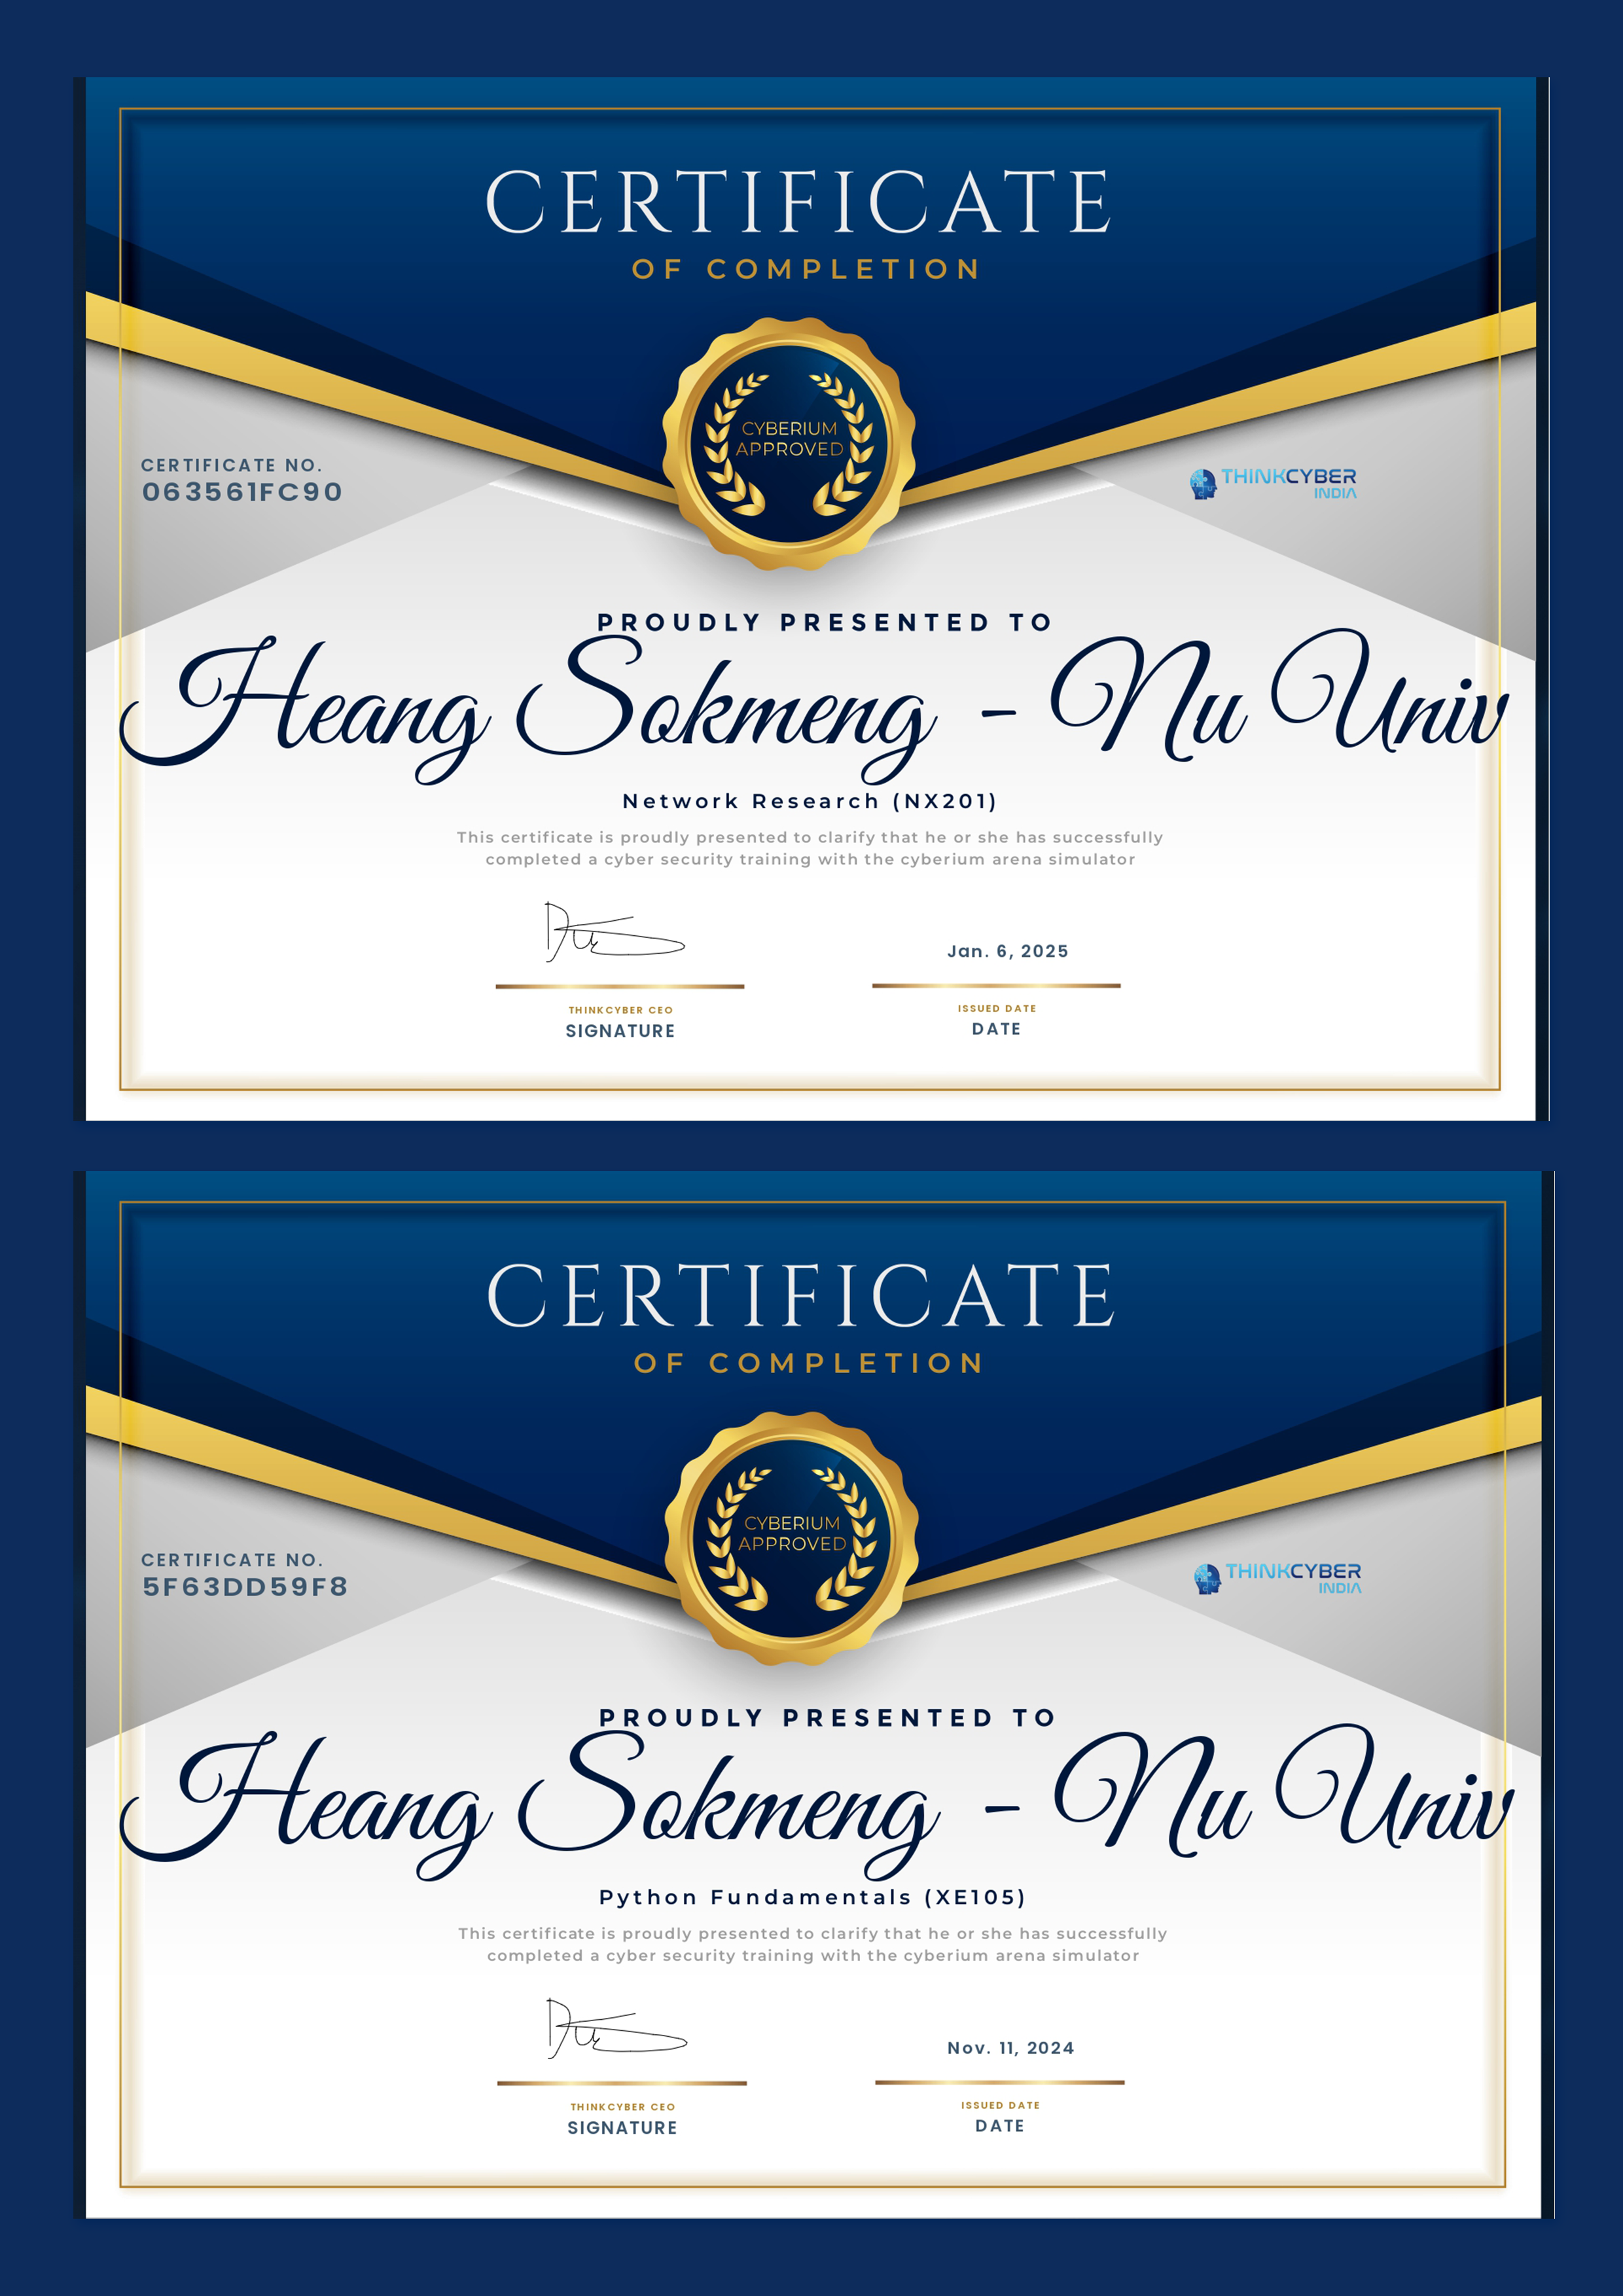 CERTIFICATE
OF COMPLETION
CYBERIUM
APPROVED
CERTIFICATE NO.
063561FC90
THINKCYBER
INDIA
PROUDLY PRESENTED TO
Heang Sokmeng - Nu Univ
Network Research (NX201)
This certificate is proudly presented to clarify that he or she has successfully
completed a cyber security training with the cyberium arena simulator
Jan. 6, 2025
THINKCYBER CEO
SIGNATURE
ISSUED DATE
DATE
CERTIFICATE
OF COMPLETION
CYBERIUM
APPROVED
CERTIFICATE NO.
5F63DD59F8
THINKCYBER
INDIA
PROUDLY PRESENTED TO
Heang Sokmeng - Nu Univ
Python Fundamentals (XE105)
This certificate is proudly presented to clarify that he or she has successfully
completed a cyber security training with the cyberium arena simulator
Nov. 11, 2024
THINKCYBER CEO
SIGNATURE
ISSUED DATE
DATE